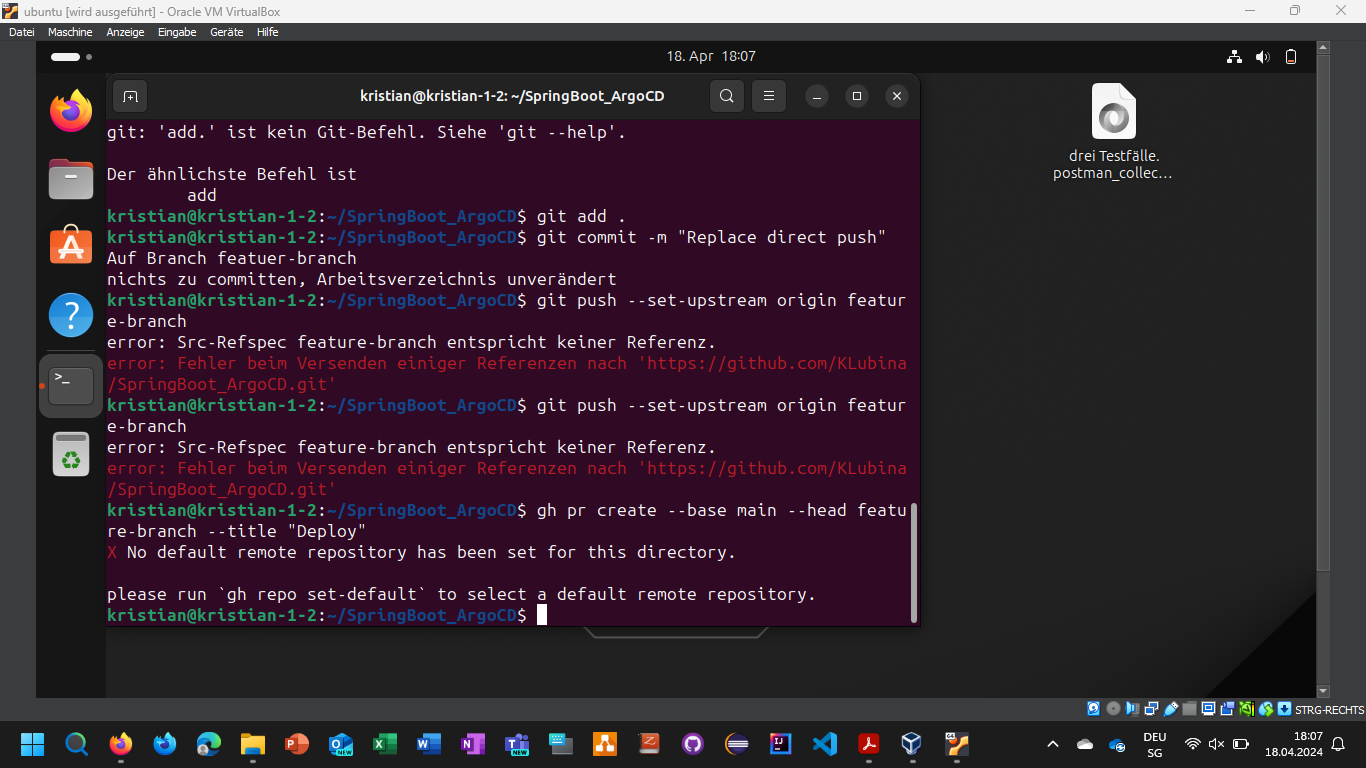 ubuntu [wird ausgeführt] - Oracle VM VirtualBox
Datei Maschine Anzeige Eingabe Geräte Hilfe
18. Apr 18:07
kristian@kristian-1-2: ~/SpringBoot_ArgoCD
git: 'add.' ist kein Git-Befehl. Siehe 'git --help'.
Der ähnlichste Befehl ist
add
kristian@kristian-1-2:~/SpringBoot_ArgoCD$ git add .
kristian@kristian-1-2:~/SpringBoot_ArgoCD$ git commit -m "Replace direct push"
Auf Branch featuer-branch
nichts zu committen, Arbeitsverzeichnis unverändert
kristian@kristian-1-2:~/SpringBoot_ArgoCD$ git push --set-upstream origin featur
e-branch
error: Src-Refspec feature-branch entspricht keiner Referenz.
error: Fehler beim Versenden einiger Referenzen nach 'https://github.com/KLubina
/SpringBoot_ArgoCD.git'
kristian@kristian-1-2:~/SpringBoot_ArgoCD$ git push --set-upstream origin featur
e-branch
error: Src-Refspec feature-branch entspricht keiner Referenz.
error: Fehler beim Versenden einiger Referenzen nach 'https://github.com/KLubina
/SpringBoot_ArgoCD.git'
kristian@kristian-1-2:~/SpringBoot_ArgoCD$ gh pr create --base main --head featu
re-branch --title "Deploy"
X No default remote repository has been set for this directory.
please run `gh repo set-default` to select a default remote repository.
kristian@kristian-1-2:~/SpringBoot_ArgoCD$
drei Testfälle.
postman_collec...
STRG-RECHTS
DEU
SG
18:07
18.04.2024